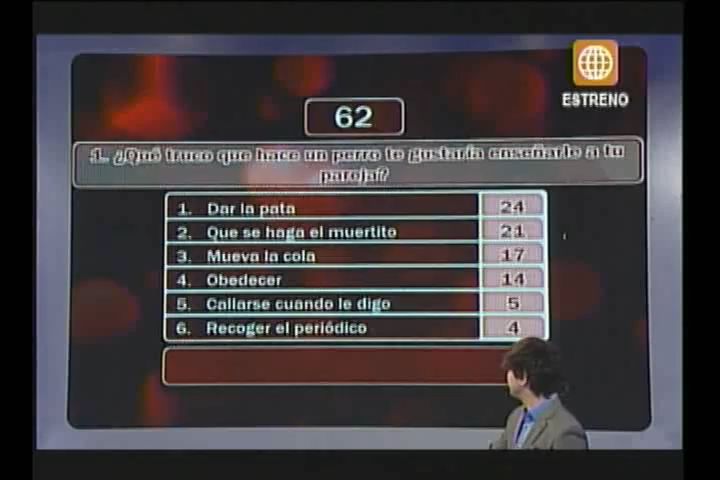 ESTRENO
62
1. ¿Qué truco que hace un perro te gustaría enseñarle a tu
pareja?
1. Dar la pata 24
2. Que se haga el muertito 21
3. Mueva la cola 17
4. Obedecer 14
5. Callarse cuando le digo 5
6. Recoger el periódico 4